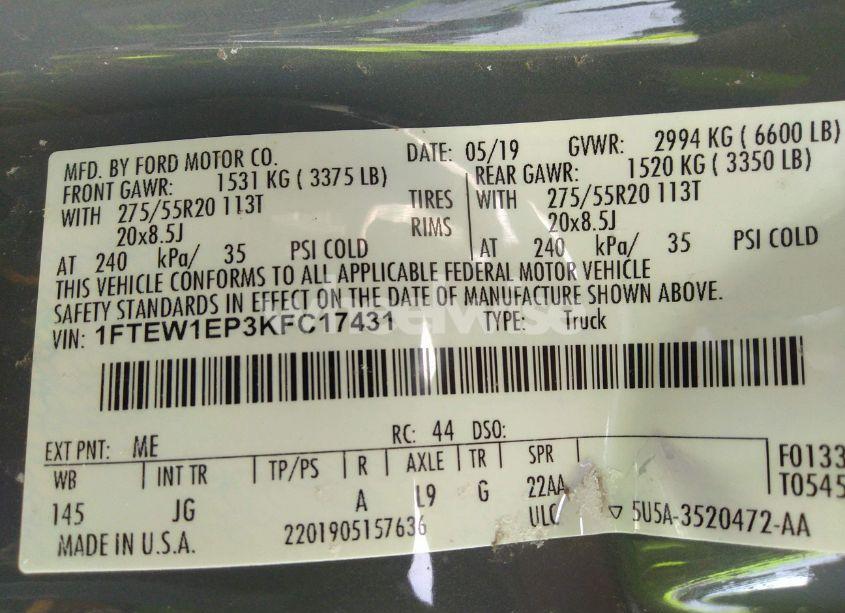 MFD. BY FORD MOTOR CO. DATE: 05/19 GVWR: 2994 KG ( 6600 LB)
FRONT GAWR: 1531 KG ( 3375 LB) REAR GAWR: 1520 KG ( 3350 LB)
WITH 275/55R20 113T TIRES WITH 275/55R20 113T
20x8.5J RIMS 20x8.5J
AT 240 kPa/ 35 PSI COLD AT 240 kPa/ 35 PSI COLD
THIS VEHICLE CONFORMS TO ALL APPLICABLE FEDERAL MOTOR VEHICLE
SAFETY STANDARDS IN EFFECT ON THE DATE OF MANUFACTURE SHOWN ABOVE.
VIN: 1FTEW1EP3KFC17431 TYPE: Truck
EXT PNT: ME RC: 44 DSO:
WB INT TR TP/PS R AXLE TR SPR F0133
145 JG A L9 G 22AA T0545
ULC ▽ 5U5A-3520472-AA
MADE IN U.S.A. 2201905157636